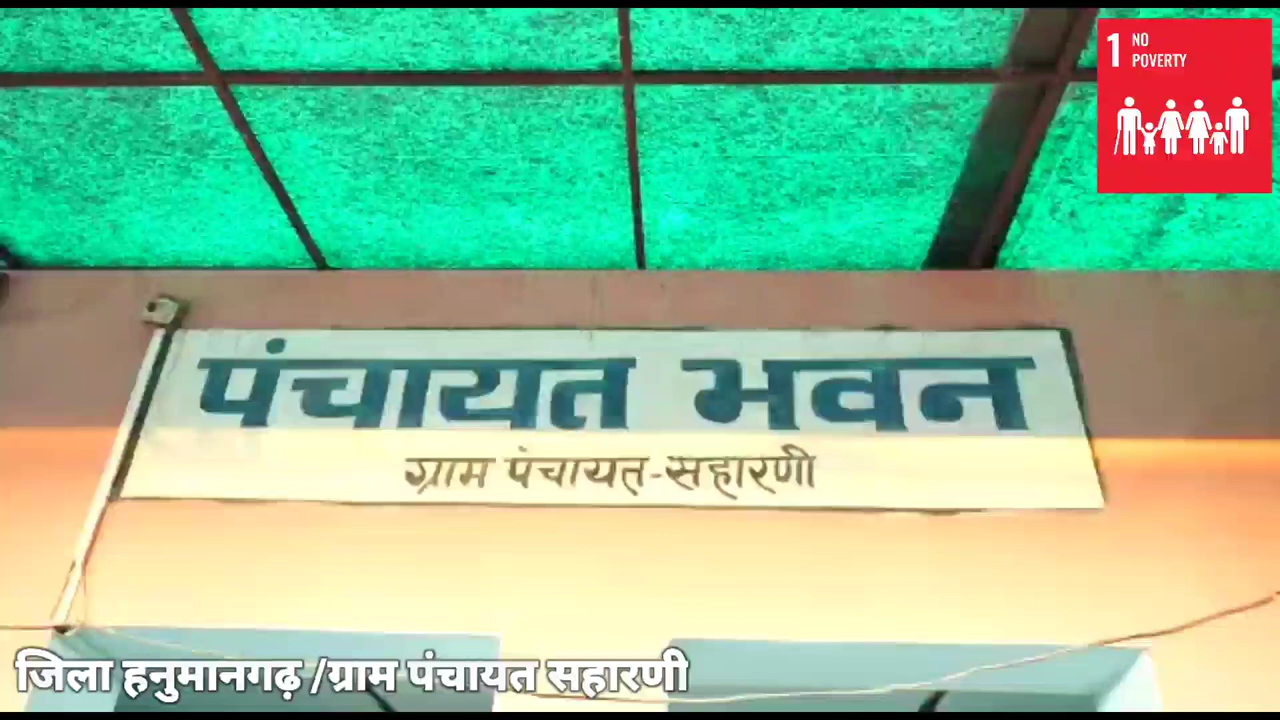 1 NO
POVERTY
पंचायत भवन
ग्राम पंचायत-सहारणी
जिला हनुमानगढ़ /ग्राम पंचायत सहारणी